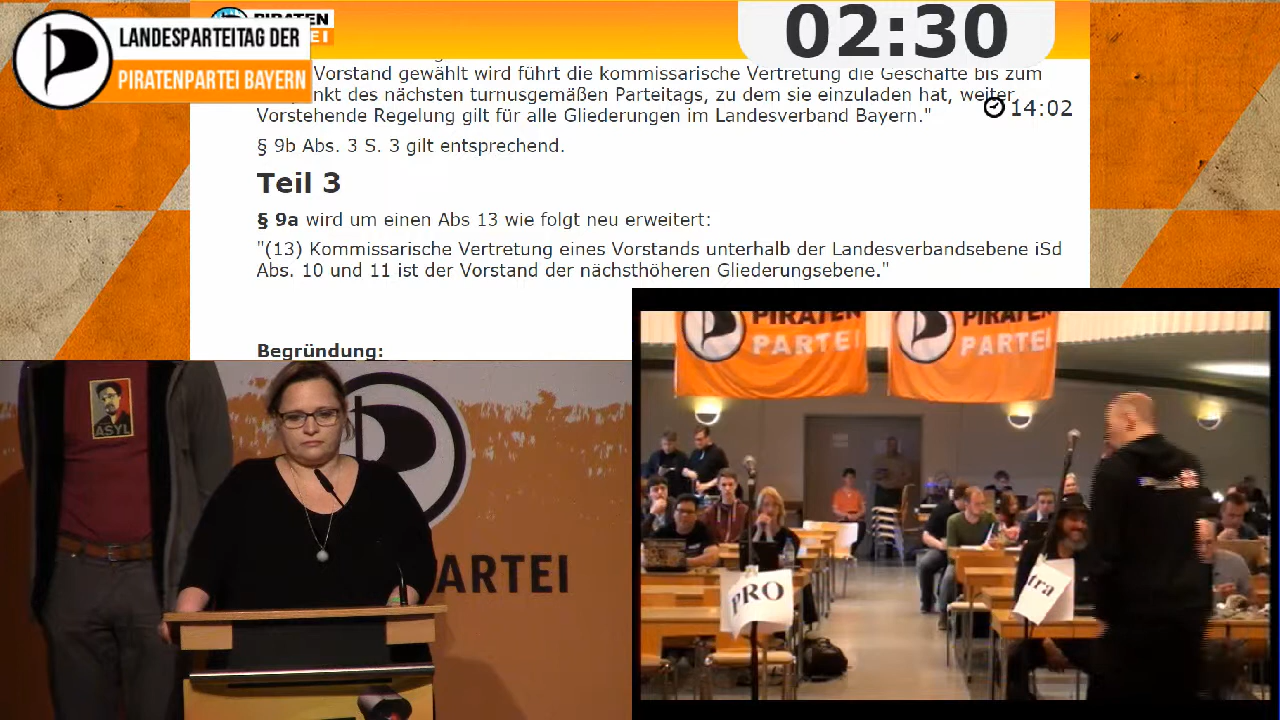 LANDESPARTEITAG DER
PIRATENPARTEI BAYERN
PIRATEN
EI
02:30
14:02
Vorstand gewählt wird führt die kommissarische Vertretung die Geschäfte bis zum
nkt des nächsten turnusgemäßen Parteitags, zu dem sie einzuladen hat, weiter.
Vorstehende Regelung gilt für alle Gliederungen im Landesverband Bayern."
§ 9b Abs. 3 S. 3 gilt entsprechend.
Teil 3
§ 9a wird um einen Abs 13 wie folgt neu erweitert:
"(13) Kommissarische Vertretung eines Vorstands unterhalb der Landesverbandsebene iSd
Abs. 10 und 11 ist der Vorstand der nächsthöheren Gliederungsebene."
Begründung:
ASYL
ARTEI
PIRATEN
PARTEI
PIRATEN
PARTEI
PRO
tra